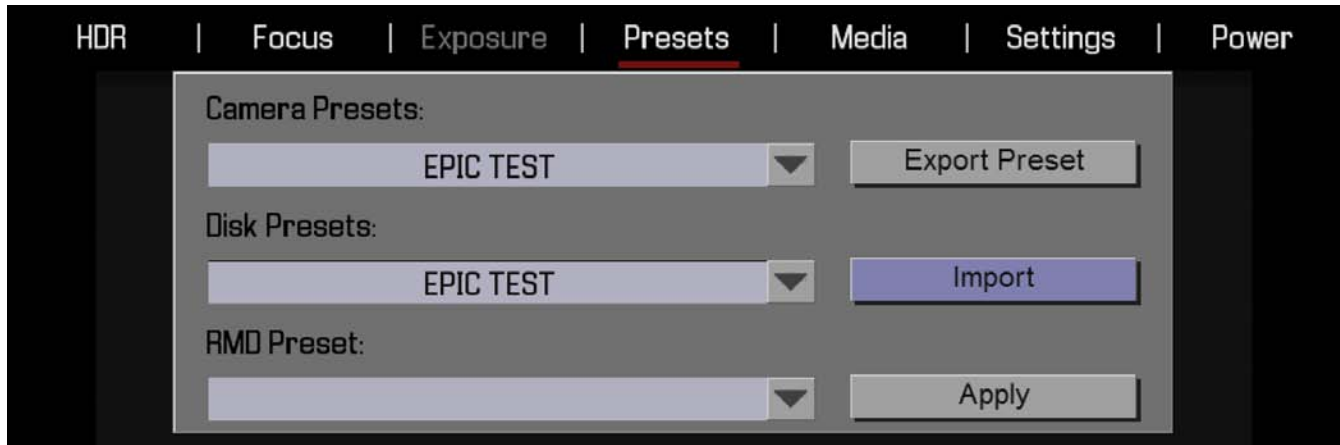 HDR | Focus | Exposure | Presets | Media | Settings | Power
Camera Presets:
EPIC TEST
Export Preset
Disk Presets:
EPIC TEST
Import
RMD Preset:
Apply